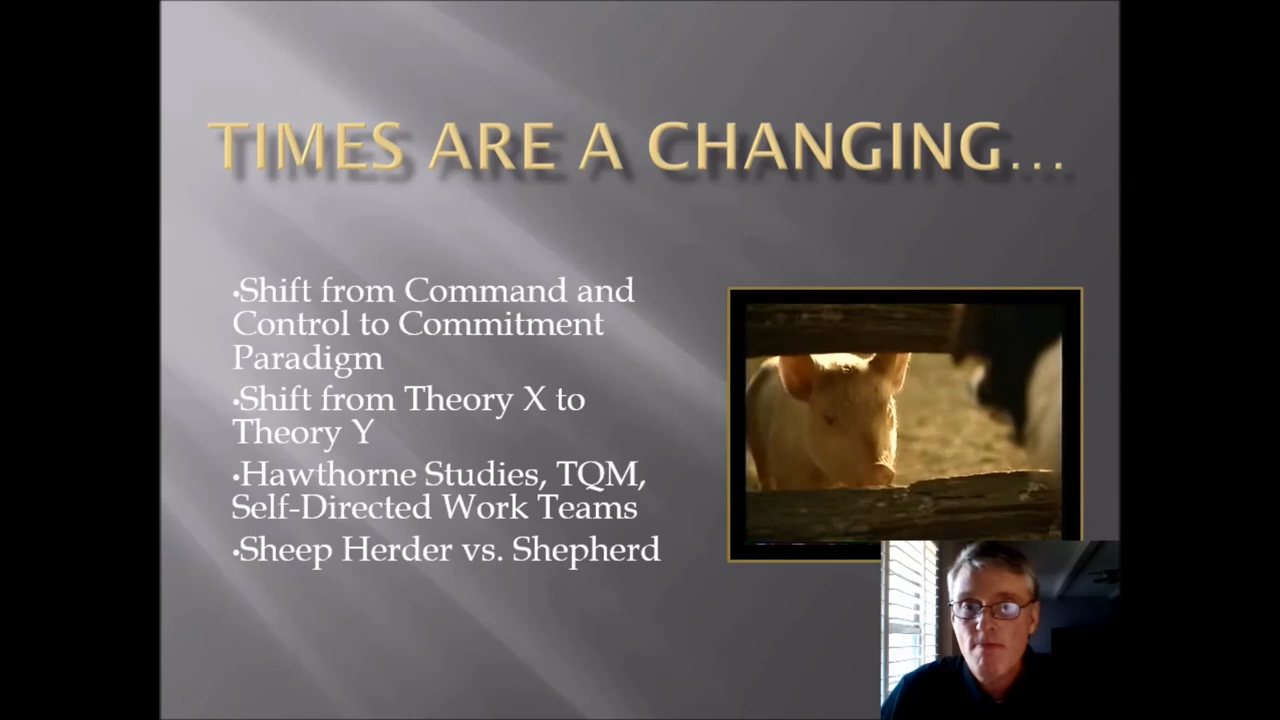 TIMES ARE A CHANGING...
•Shift from Command and
Control to Commitment
Paradigm
•Shift from Theory X to
Theory Y
•Hawthorne Studies, TQM,
Self-Directed Work Teams
•Sheep Herder vs. Shepherd